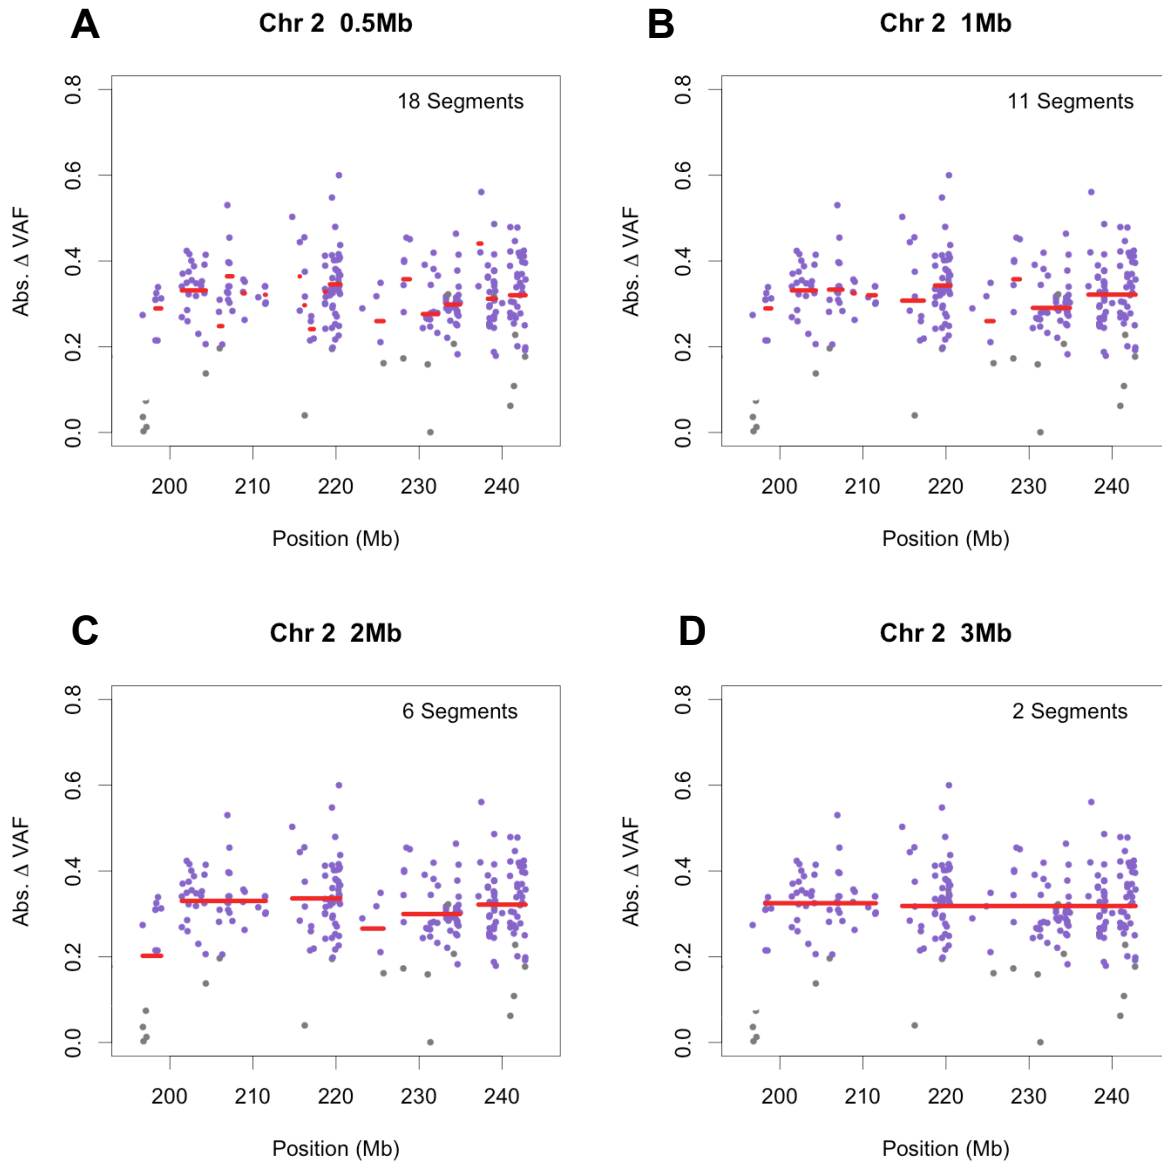 A
Chr 2 0.5Mb
18 Segments
Abs. Δ VAF
0.8
0.6
0.4
0.2
0.0
200 210 220 230 240
Position (Mb)
B
Chr 2 1Mb
11 Segments
Abs. Δ VAF
0.8
0.6
0.4
0.2
0.0
200 210 220 230 240
Position (Mb)
C
Chr 2 2Mb
6 Segments
Abs. Δ VAF
0.8
0.6
0.4
0.2
0.0
200 210 220 230 240
Position (Mb)
D
Chr 2 3Mb
2 Segments
Abs. Δ VAF
0.8
0.6
0.4
0.2
0.0
200 210 220 230 240
Position (Mb)